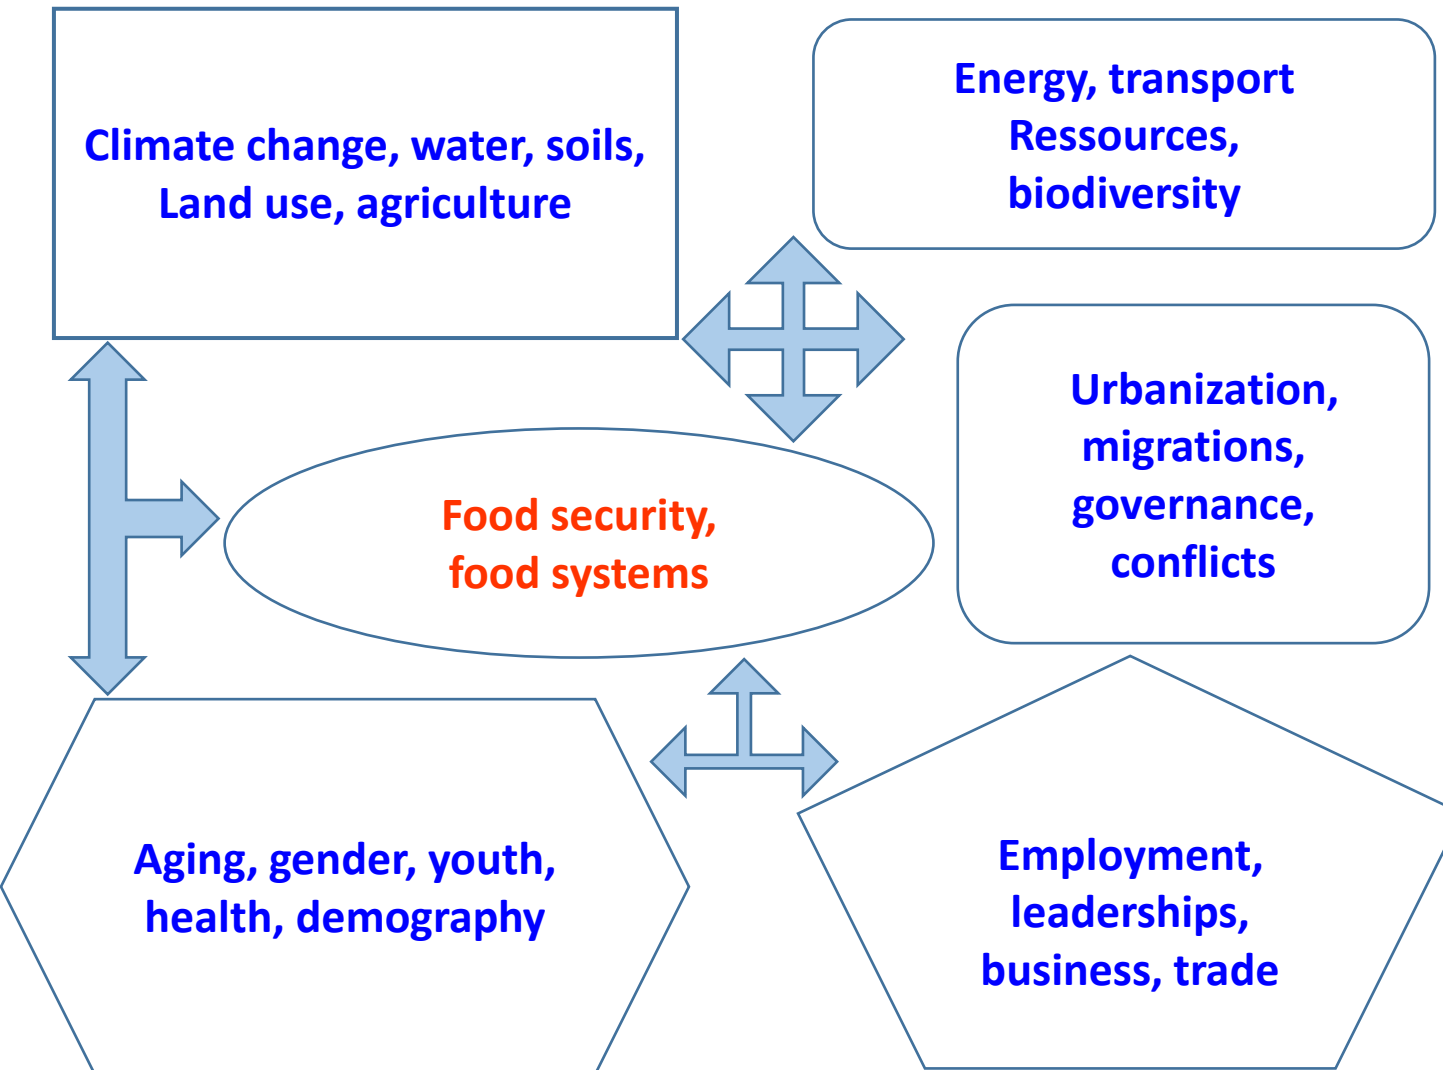 Climate change, water, soils,
Land use, agriculture
Energy, transport
Ressources,
biodiversity
Urbanization,
migrations,
governance,
conflicts
Food security,
food systems
Aging, gender, youth,
health, demography
Employment,
leaderships,
business, trade